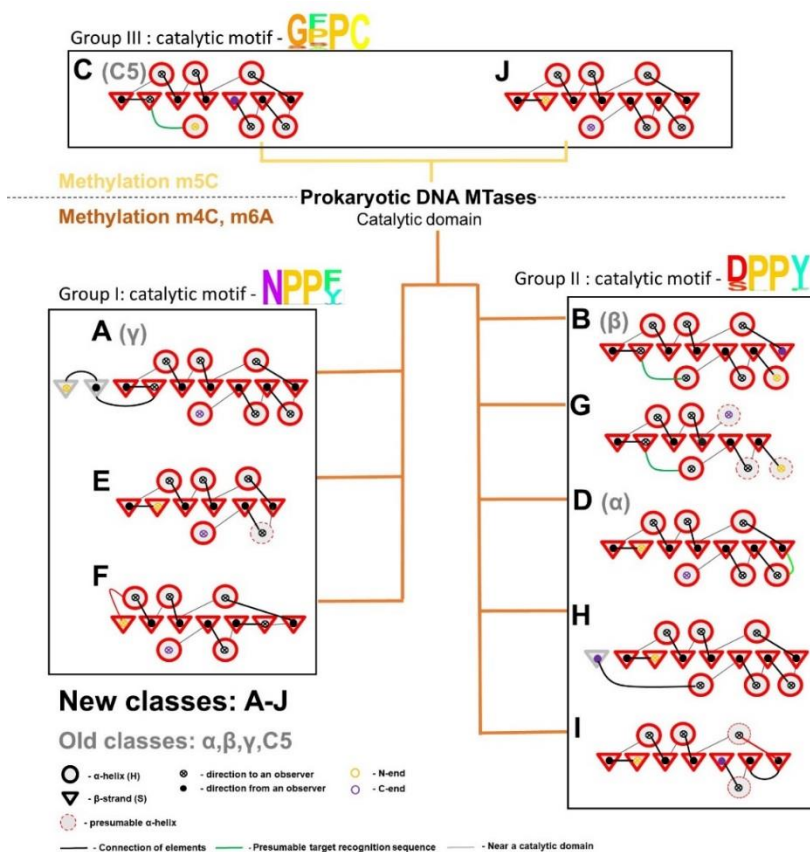 Group III : catalytic motif - GEPC
C (C5)
J
Methylation m5C
Prokaryotic DNA MTases
Methylation m4C, m6A
Catalytic domain
Group I: catalytic motif - NPPF
Group II : catalytic motif - DPPY
A (γ)
B (β)
G
E
D (α)
F
H
I
New classes: A-J
Old classes: α,β,γ,C5
- α-helix (H)
- direction to an observer
- N-end
- β-strand (S)
- direction from an observer
- C-end
- presumable α-helix
- Connection of elements
- Presumable target recognition sequence
- Near a catalytic domain